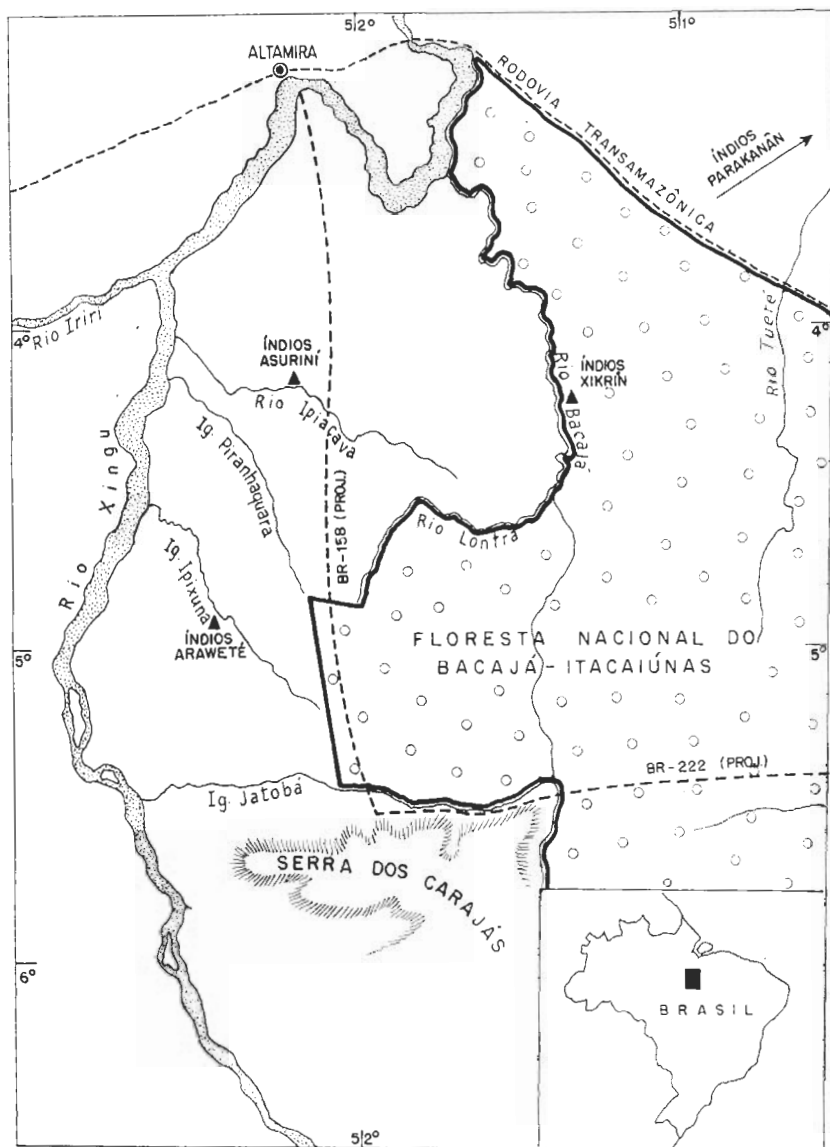 52°
51°
ALTAMIRA
RODOVIA TRANSAMAZÔNICA
ÍNDIOS
PARAKANÂN
Rio Iriri
4°
4°
ÍNDIOS
ASURINÍ
Rio Ipiaçava
Rio Bacajá
ÍNDIOS
XIKRÍN
Rio Tueré
Rio Xingu
Ig. Piranhaquara
BR-158 (PROJ.)
Rio Lontra
Ig. Ipixuna
ÍNDIOS
ARAWETÉ
5°
5°
FLORESTA NACIONAL DO
BACAJÁ-ITACAIÚNAS
BR-222 (PROJ.)
Ig. Jatobá
SERRA DOS CARAJÁS
6°
BRASIL
52°